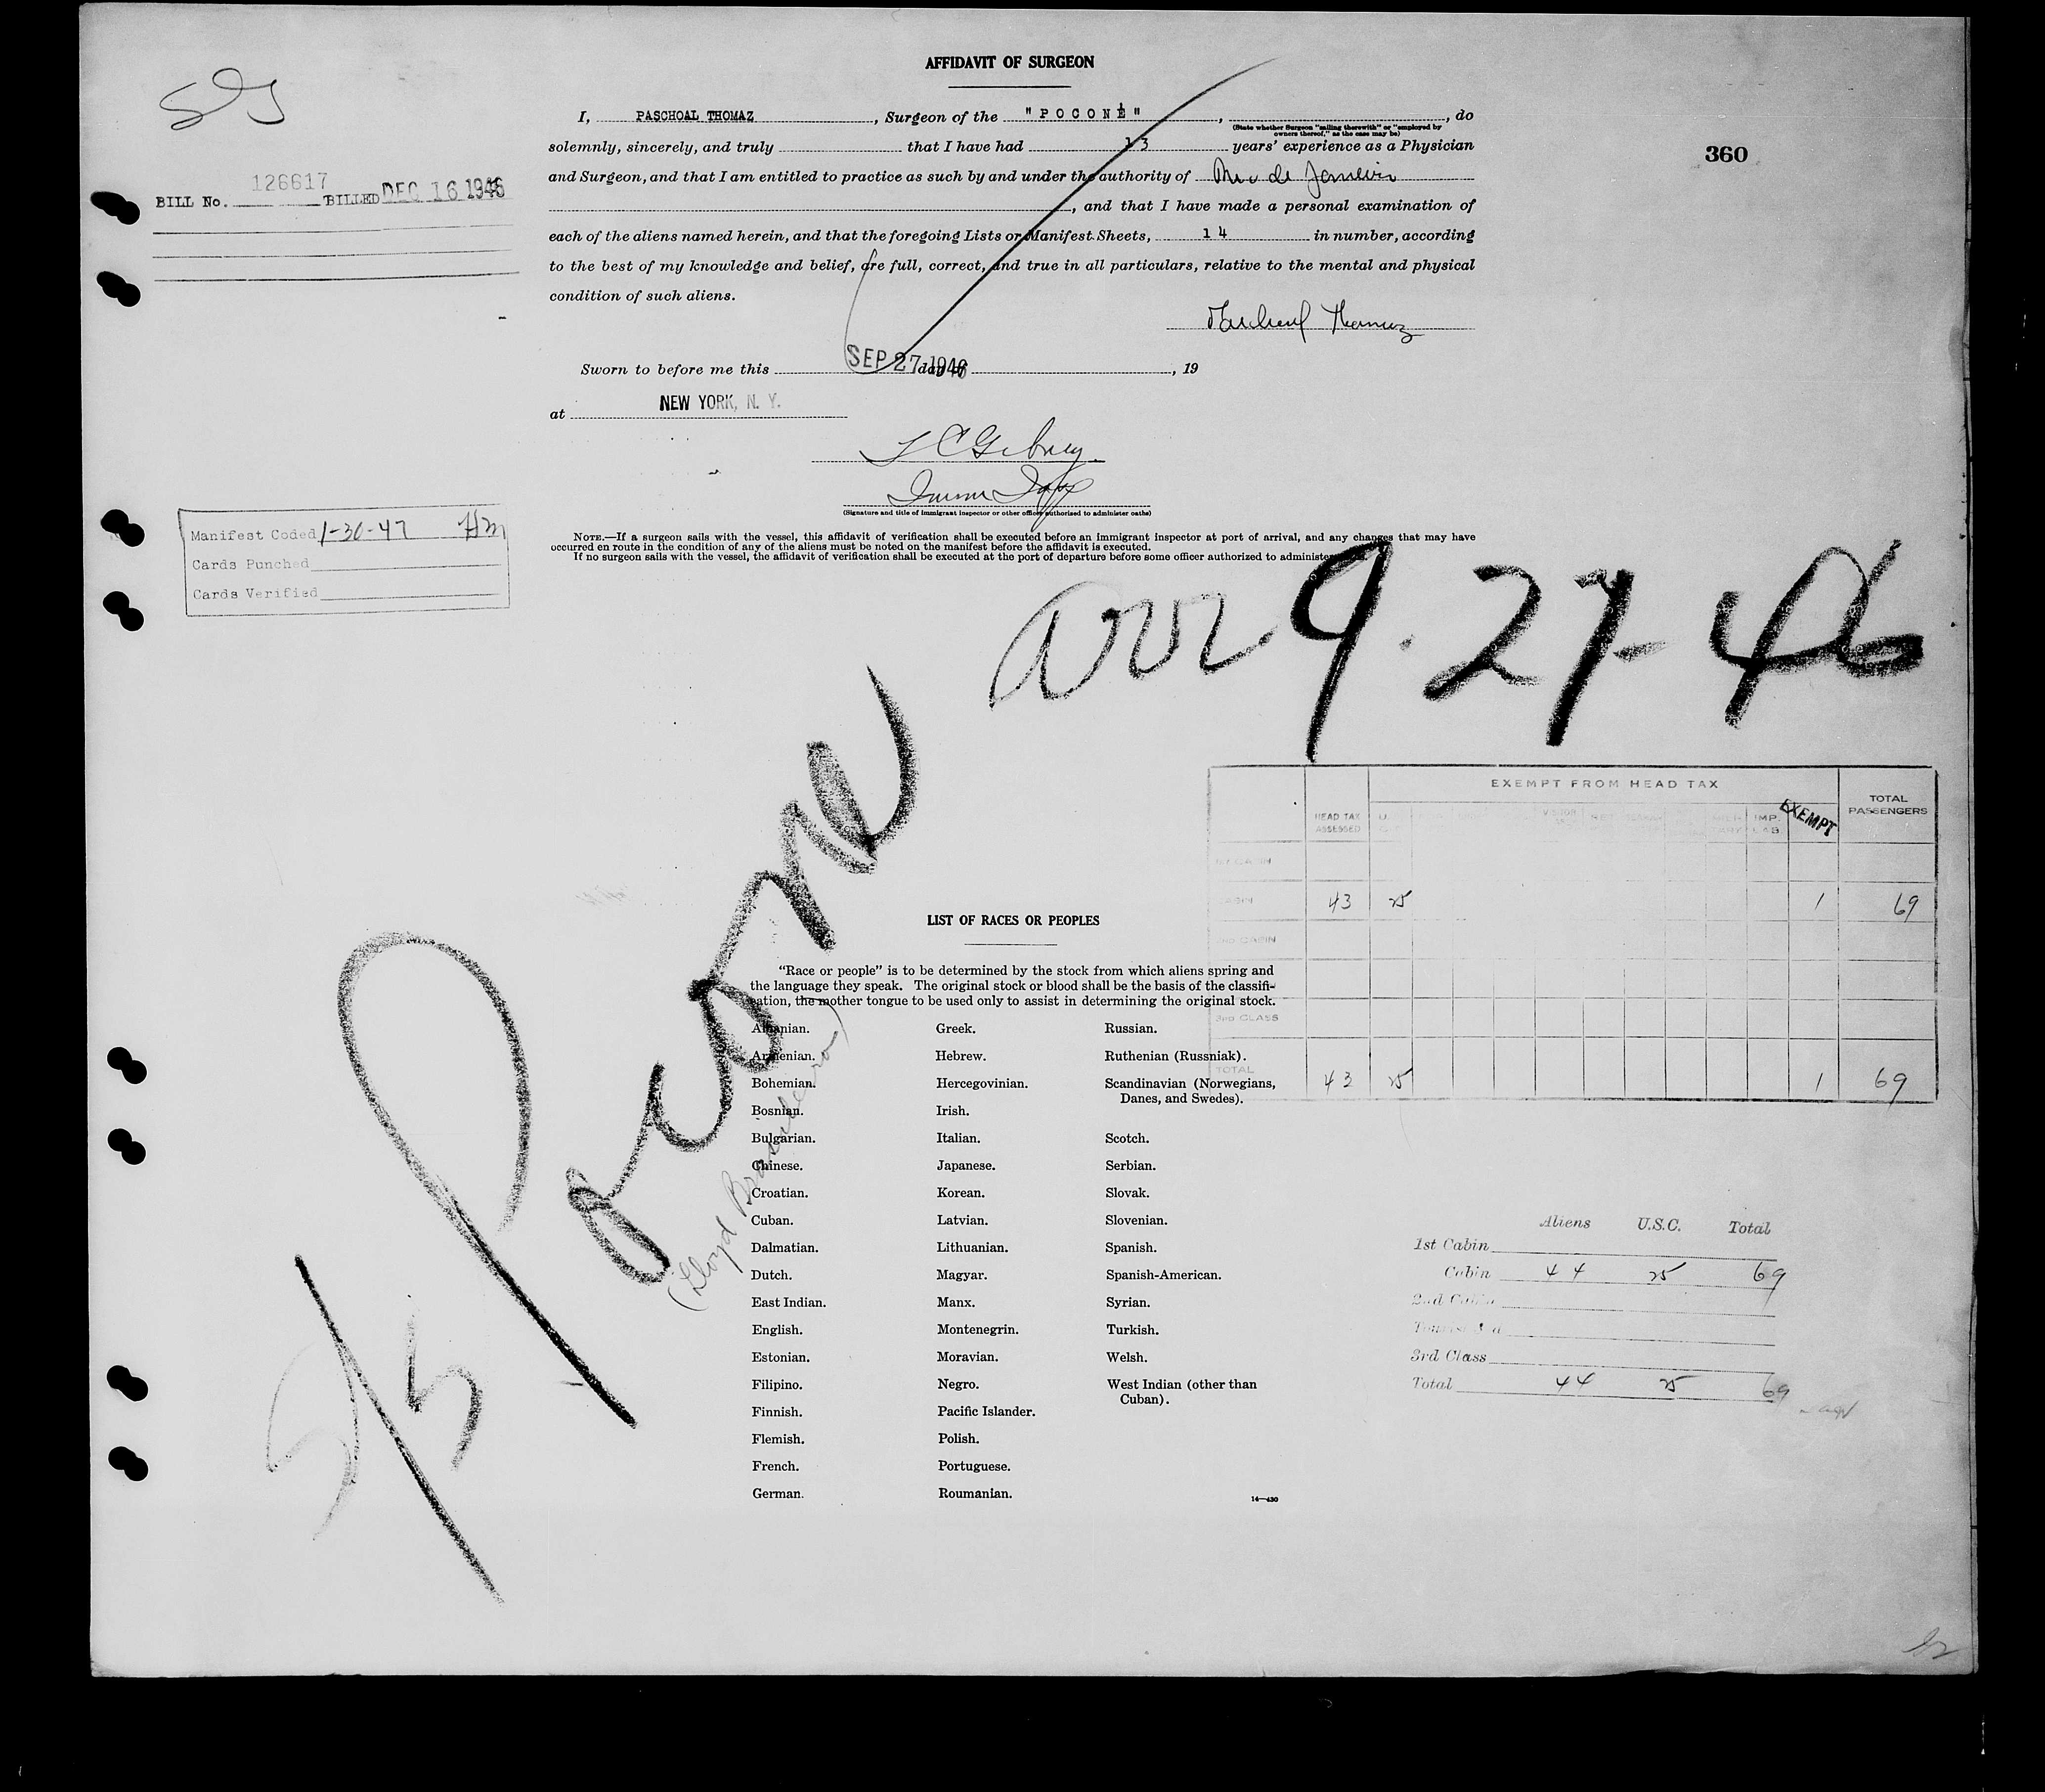 AFFIDAVIT OF SURGEON
I, PASCHOAL THOMAZ, Surgeon of the "POCONÉ", , do
(State whether Surgeon "sailing therewith" or "employed by owners thereof," as the case may be)
solemnly, sincerely, and truly that I have had 13 years' experience as a Physician
and Surgeon, and that I am entitled to practice as such by and under the authority of Rio de Janeiro
, and that I have made a personal examination of
each of the aliens named herein, and that the foregoing Lists or Manifest Sheets, 14 in number, according
to the best of my knowledge and belief, are full, correct, and true in all particulars, relative to the mental and physical
condition of such aliens.
Paschoal Thomaz
Sworn to before me this SEP 27 1946 day of , 19
at NEW YORK, N. Y.
(Signature and title of immigrant inspector or other officer authorized to administer oaths)
NOTE.—If a surgeon sails with the vessel, this affidavit of verification shall be executed before an immigrant inspector at port of arrival, and any changes that may have
occurred en route in the condition of any of the aliens must be noted on the manifest before the affidavit is executed.
If no surgeon sails with the vessel, the affidavit of verification shall be executed at the port of departure before some officer authorized to administer
360
BILL No. 126617 BILLED DEC 16 1946
Manifest Coded 1-30-47 HM
Cards Punched
Cards Verified
arr. 9.27-46
S/S Pocone
(Lloyd Brasileiro)
EXEMPT FROM HEAD TAX
HEAD TAX ASSESSED
IMP. LAB.
EXEMPT
TOTAL PASSENGERS
CABIN 43 25 1 69
2ND CABIN
3RD CLASS
TOTAL 43 25 1 69
LIST OF RACES OR PEOPLES
"Race or people" is to be determined by the stock from which aliens spring and
the language they speak. The original stock or blood shall be the basis of the classifi-
cation, the mother tongue to be used only to assist in determining the original stock.
Albanian.
Armenian.
Bohemian.
Bosnian.
Bulgarian.
Chinese.
Croatian.
Cuban.
Dalmatian.
Dutch.
East Indian.
English.
Estonian.
Filipino.
Finnish.
Flemish.
French.
German.
Greek.
Hebrew.
Hercegovinian.
Irish.
Italian.
Japanese.
Korean.
Latvian.
Lithuanian.
Magyar.
Manx.
Montenegrin.
Moravian.
Negro.
Pacific Islander.
Polish.
Portuguese.
Roumanian.
Russian.
Ruthenian (Russniak).
Scandinavian (Norwegians,
Danes, and Swedes).
Scotch.
Serbian.
Slovak.
Slovenian.
Spanish.
Spanish-American.
Syrian.
Turkish.
Welsh.
West Indian (other than
Cuban).
14—430
Aliens U.S.C. Total
1st Cabin
Cabin 44 25 69
2nd Cabin
3rd Class
Total 44 25 69